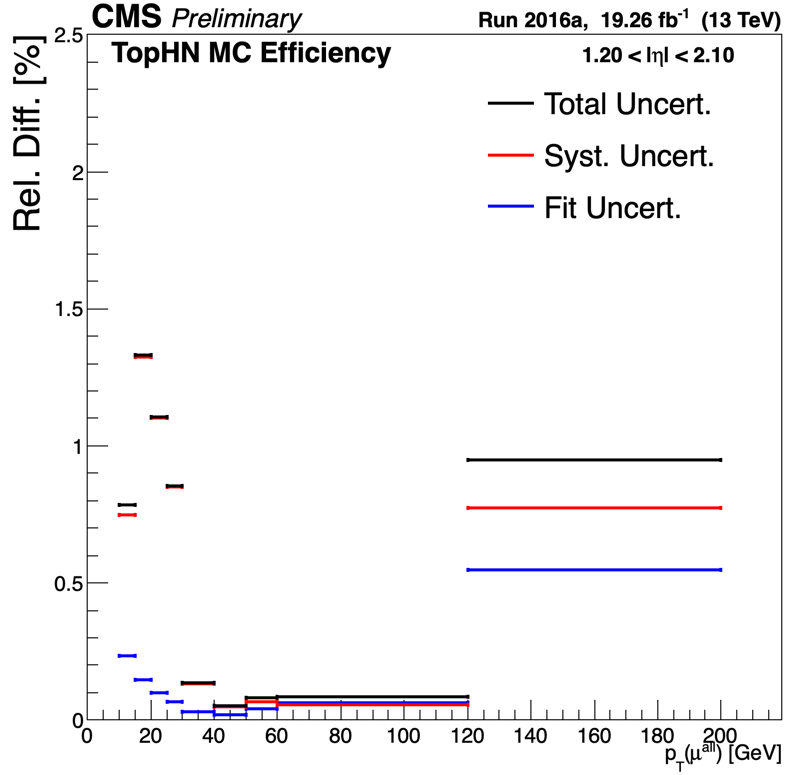 CMS Preliminary Run 2016a, 19.26 fb⁻¹ (13 TeV)
TopHN MC Efficiency 1.20 < |η| < 2.10
Total Uncert.
Syst. Uncert.
Fit Uncert.
Rel. Diff. [%]
2.5
2
1.5
1
0.5
0
0 20 40 60 80 100 120 140 160 180 200
p_T(μ^all) [GeV]